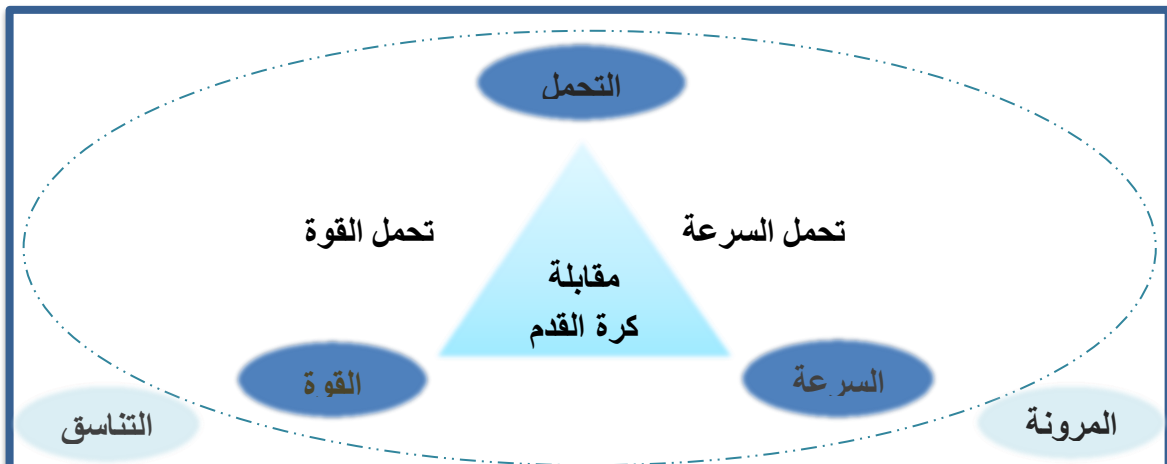 التحمل
تحمل السرعة
تحمل القوة
مقابلة
كرة القدم
السرعة
القوة
المرونة
التناسق